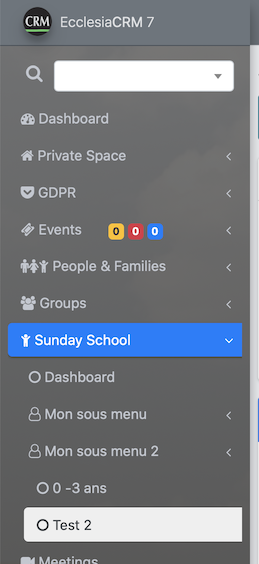 CRM EcclesiaCRM 7
Dashboard
Private Space
GDPR
Events 0 0 0
People & Families
Groups
Sunday School
Dashboard
Mon sous menu
Mon sous menu 2
0 -3 ans
Test 2
Meetings